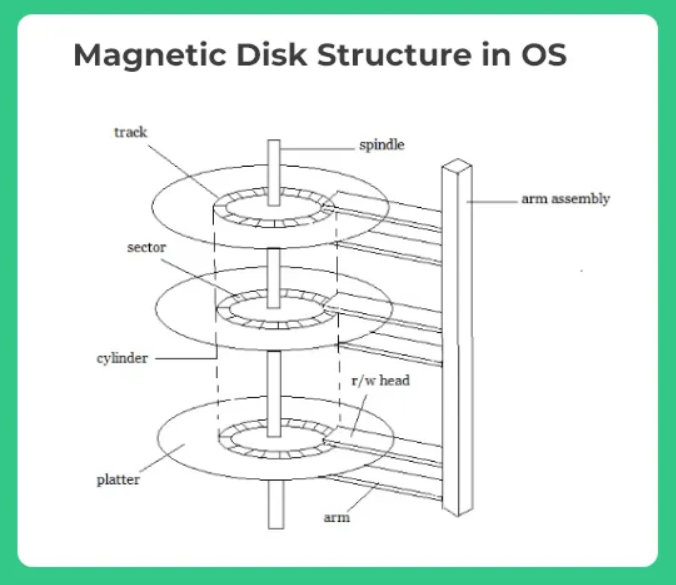 Magnetic Disk Structure in OS
track
spindle
arm assembly
sector
cylinder
r/w head
platter
arm